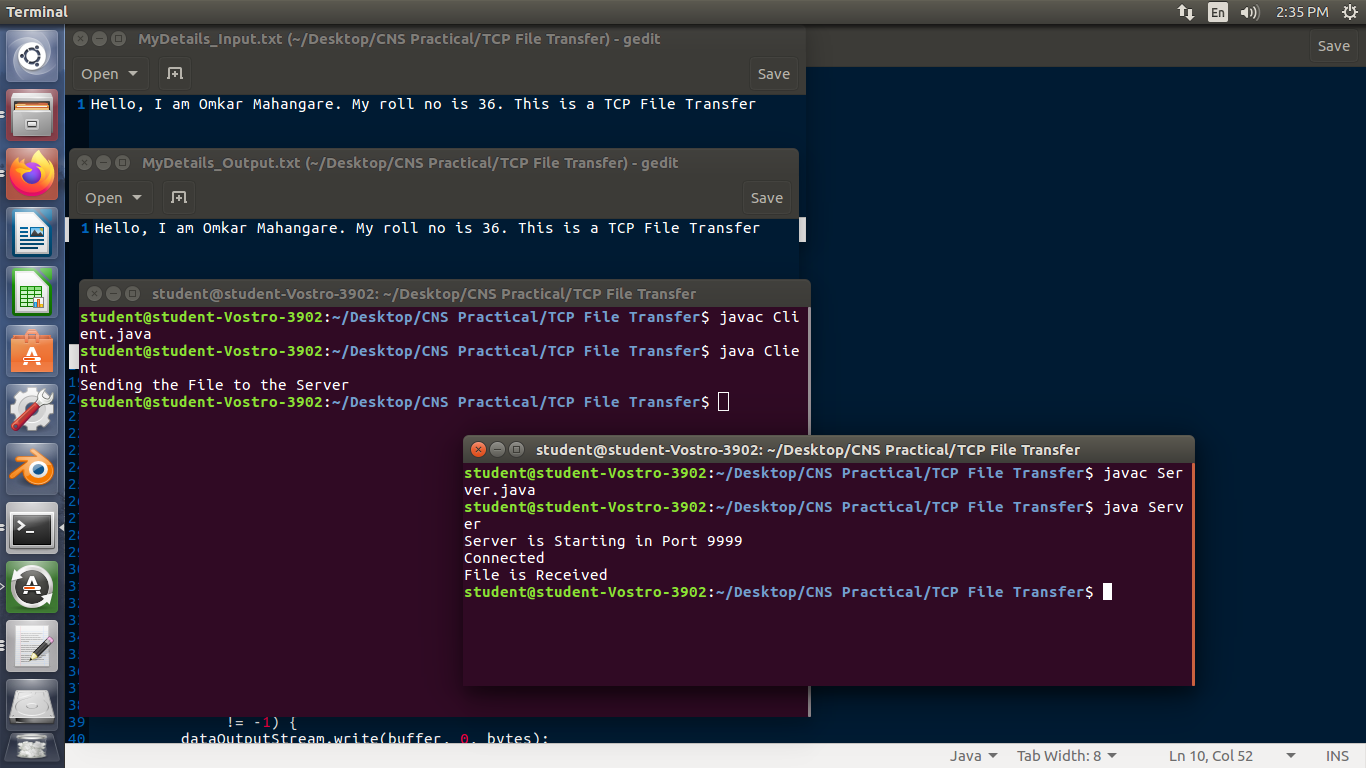 Terminal
En
2:35 PM
MyDetails_Input.txt (~/Desktop/CNS Practical/TCP File Transfer) - gedit
Open
Save
Save
1 Hello, I am Omkar Mahangare. My roll no is 36. This is a TCP File Transfer
MyDetails_Output.txt (~/Desktop/CNS Practical/TCP File Transfer) - gedit
Open
Save
1 Hello, I am Omkar Mahangare. My roll no is 36. This is a TCP File Transfer
student@student-Vostro-3902: ~/Desktop/CNS Practical/TCP File Transfer
student@student-Vostro-3902:~/Desktop/CNS Practical/TCP File Transfer$ javac Cli
ent.java
student@student-Vostro-3902:~/Desktop/CNS Practical/TCP File Transfer$ java Clie
nt
Sending the File to the Server
student@student-Vostro-3902:~/Desktop/CNS Practical/TCP File Transfer$
student@student-Vostro-3902: ~/Desktop/CNS Practical/TCP File Transfer
student@student-Vostro-3902:~/Desktop/CNS Practical/TCP File Transfer$ javac Ser
ver.java
student@student-Vostro-3902:~/Desktop/CNS Practical/TCP File Transfer$ java Serv
er
Server is Starting in Port 9999
Connected
File is Received
student@student-Vostro-3902:~/Desktop/CNS Practical/TCP File Transfer$
39 != -1) {
40 dataOutputStream.write(buffer, 0, bytes);
Java
Tab Width: 8
Ln 10, Col 52
INS